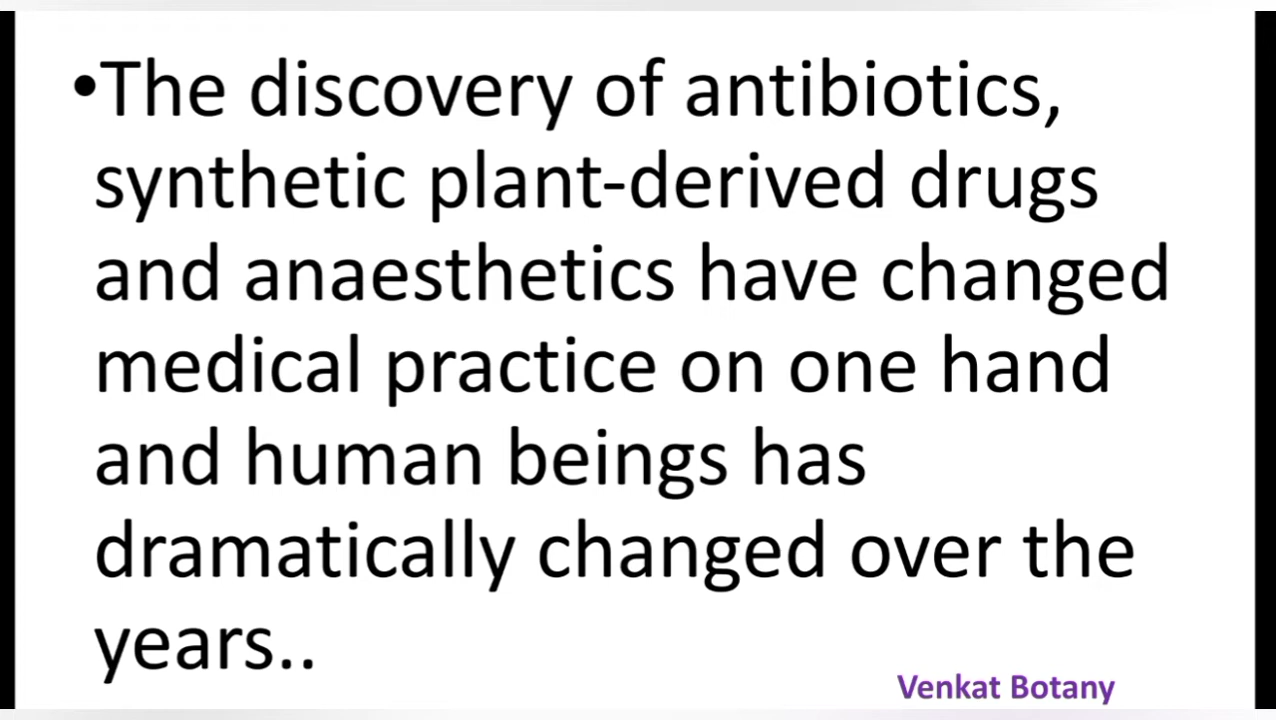 •The discovery of antibiotics,
synthetic plant-derived drugs
and anaesthetics have changed
medical practice on one hand
and human beings has
dramatically changed over the
years..
Venkat Botany